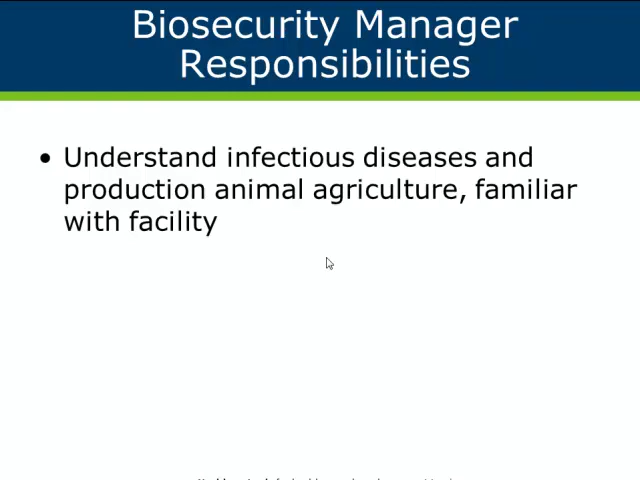 Biosecurity Manager
Responsibilities
• Understand infectious diseases and
production animal agriculture, familiar
with facility